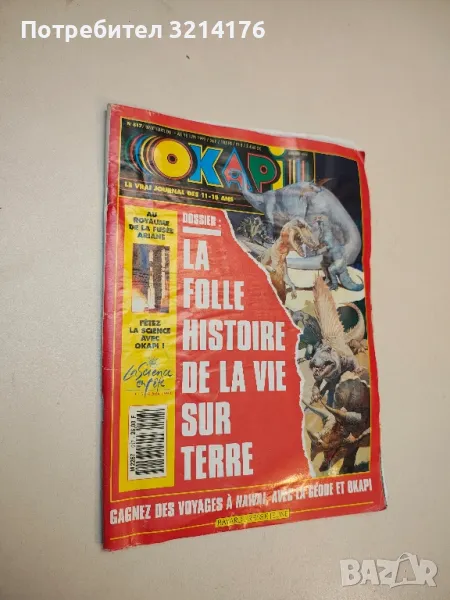 Потребител 3214176
OKAPI
LE VRAI JOURNAL DES 11-15 ANS
AU
ROYAUME
DE LA FUSÉE
ARIANE
FÊTEZ
LA SCIENCE
AVEC
OKAPI !
La Science
en fête
DOSSIER :
LA
FOLLE
HISTOIRE
DE LA VIE
SUR
TERRE
GAGNEZ DES VOYAGES À HAWAI, AVEC LA GÉODE ET OKAPI
BAZAR